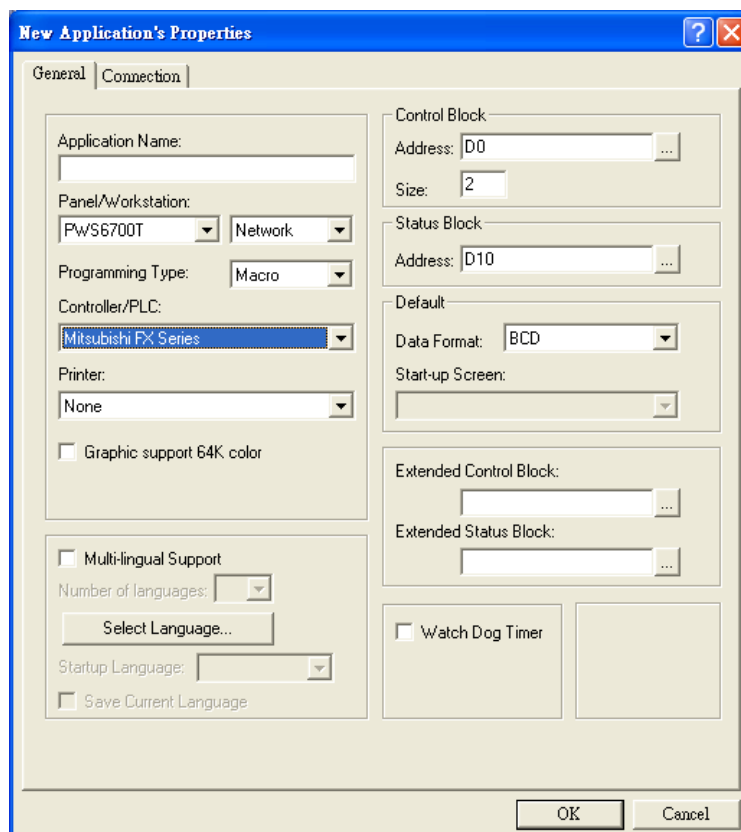 New Application's Properties
General
Connection
Application Name:
Panel/Workstation:
PWS6700T
Network
Programming Type:
Macro
Controller/PLC:
Mitsubishi FX Series
Printer:
None
Graphic support 64K color
Multi-lingual Support
Number of languages:
Select Language...
Startup Language:
Save Current Language
Control Block
Address: D0 ...
Size: 2
Status Block
Address: D10 ...
Default
Data Format: BCD
Start-up Screen:
Extended Control Block:
...
Extended Status Block:
...
Watch Dog Timer
OK
Cancel